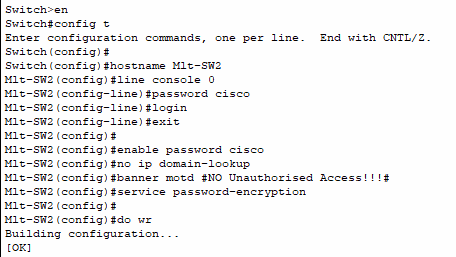 Switch>en
Switch#config t
Enter configuration commands, one per line.  End with CNTL/Z.
Switch(config)#
Switch(config)#hostname Mlt-SW2
Mlt-SW2(config)#line console 0
Mlt-SW2(config-line)#password cisco
Mlt-SW2(config-line)#login
Mlt-SW2(config-line)#exit
Mlt-SW2(config)#
Mlt-SW2(config)#enable password cisco
Mlt-SW2(config)#no ip domain-lookup
Mlt-SW2(config)#banner motd #NO Unauthorised Access!!!#
Mlt-SW2(config)#service password-encryption
Mlt-SW2(config)#
Mlt-SW2(config)#do wr
Building configuration...
[OK]